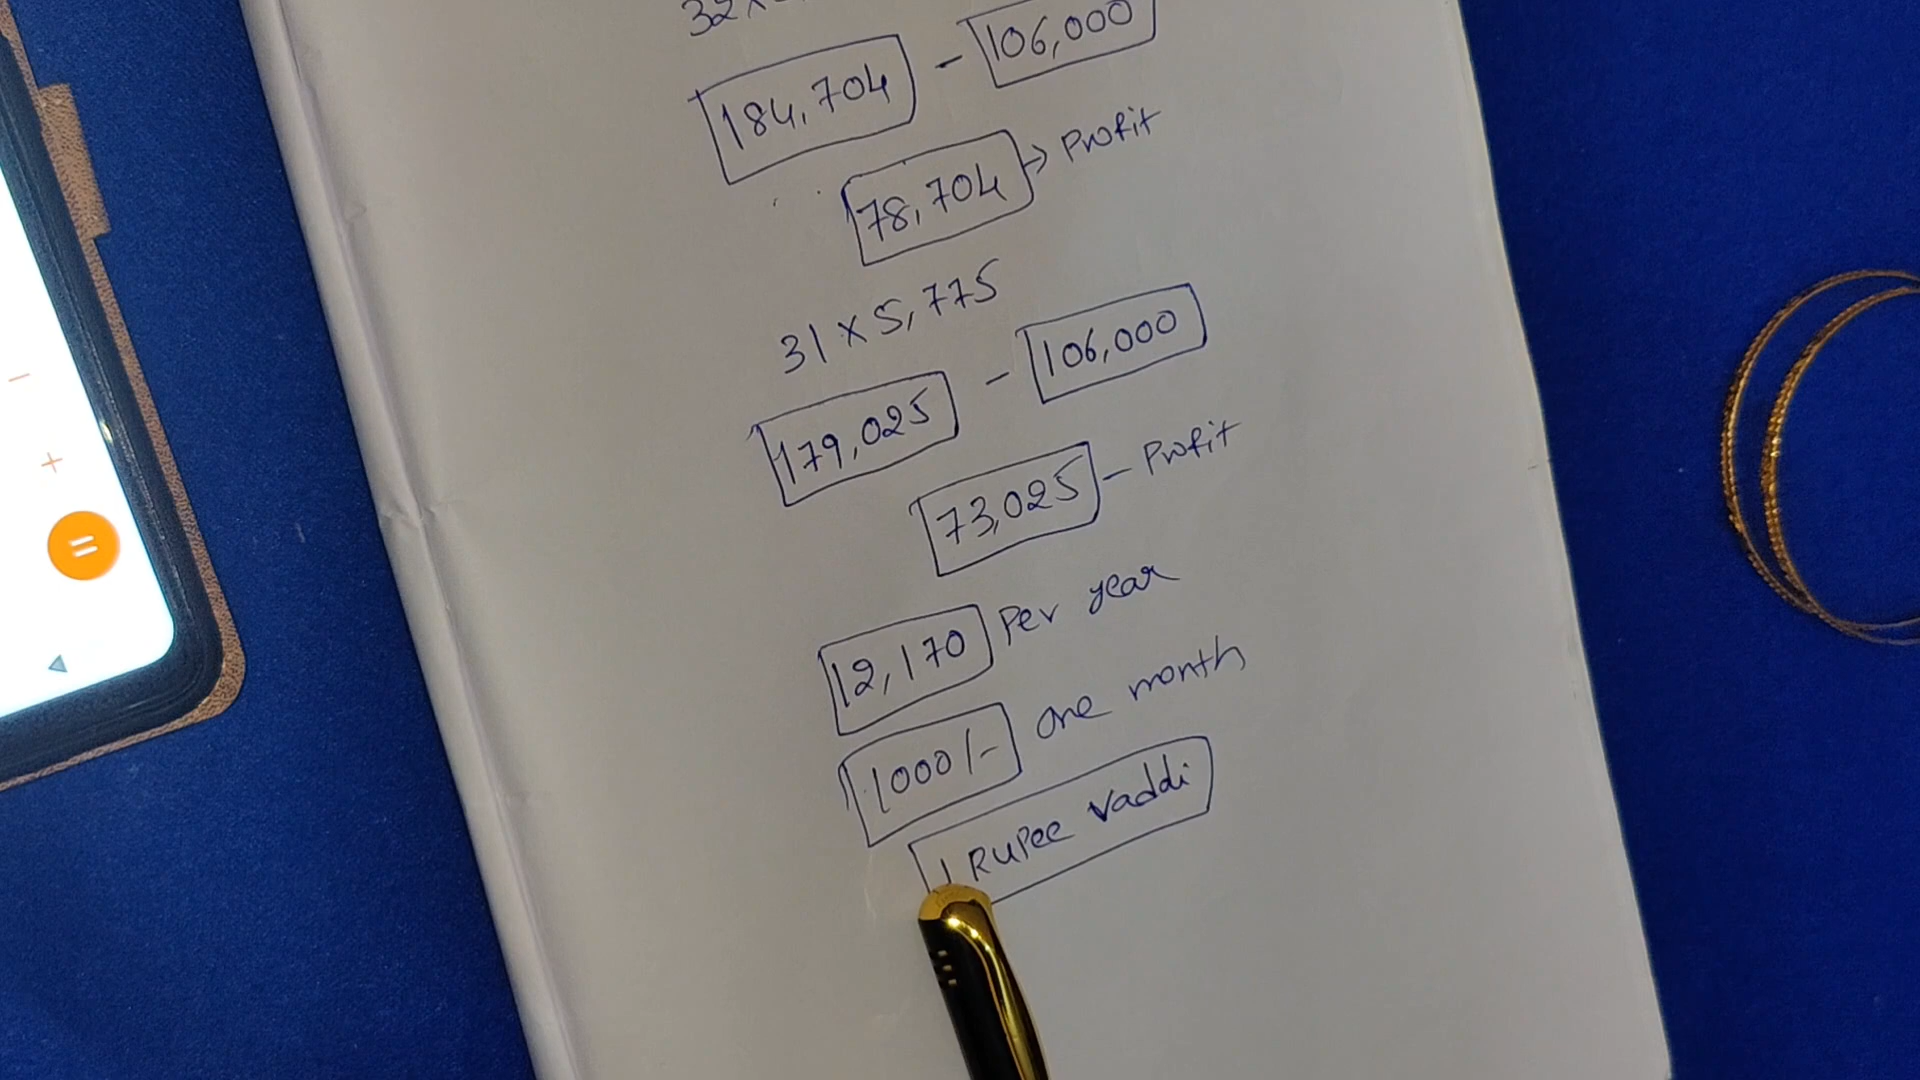 32 x
184,704 - 106,000
78,704 → Profit
31 x 5,775
179,025 - 106,000
73,025 - Profit
12,170 Per year
1000/- one month
1 Rupee vaddi